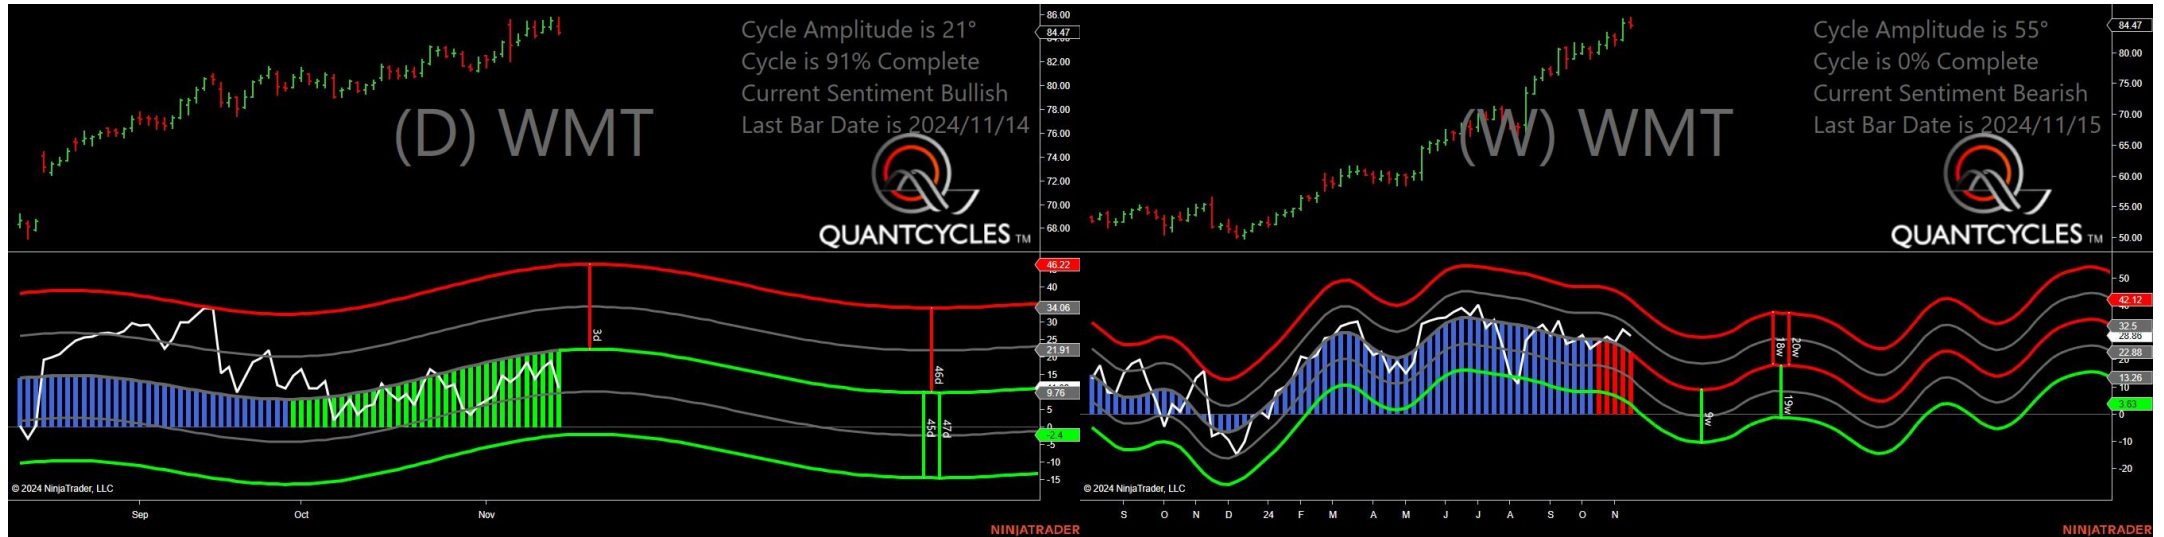 Cycle Amplitude is 21°
Cycle is 91% Complete
Current Sentiment Bullish
Last Bar Date is 2024/11/14
(D) WMT
QUANTCYCLES TM
86.00
84.47
82.00
80.00
78.00
76.00
74.00
72.00
70.00
68.00
46.22
40
34.06
30
25
21.91
15
9.76
5
0
-2.4
-5
-10
-15
3d
46d
45d
47d
© 2024 NinjaTrader, LLC
Sep Oct Nov
NINJATRADER
Cycle Amplitude is 55°
Cycle is 0% Complete
Current Sentiment Bearish
Last Bar Date is 2024/11/15
(W) WMT
QUANTCYCLES TM
84.47
80.00
75.00
70.00
65.00
60.00
55.00
50.00
50
42.12
32.5
28.86
22.88
13.26
10
3.63
0
-10
-20
9w
18w
20w
19w
© 2024 NinjaTrader, LLC
S O N D 24 F M A M J J A S O N
NINJATRADER